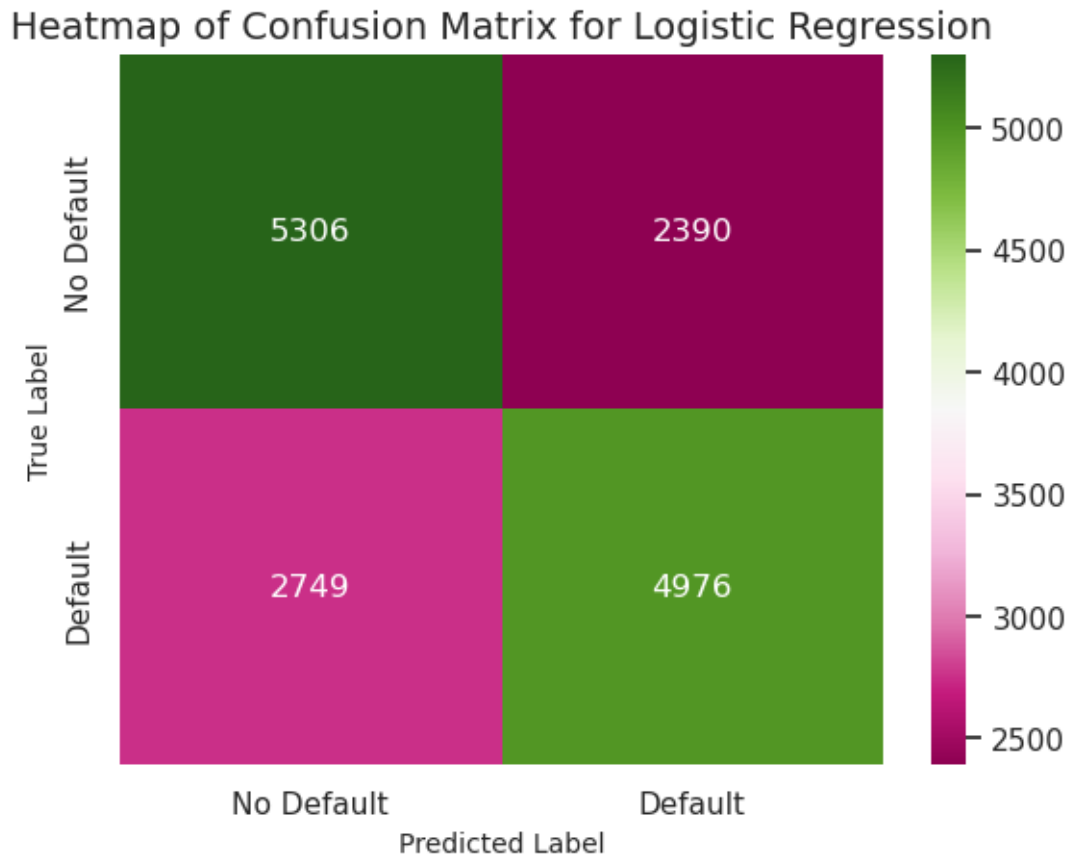 Heatmap of Confusion Matrix for Logistic Regression
No Default
Default
True Label
5306
2390
2749
4976
No Default
Default
Predicted Label
5000
4500
4000
3500
3000
2500